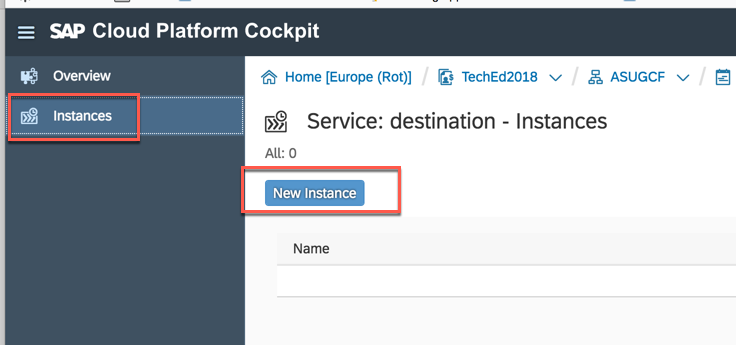 SAP Cloud Platform Cockpit
Overview
Instances
Home [Europe (Rot)] / TechEd2018 / ASUGCF /
Service: destination - Instances
All: 0
New Instance
Name